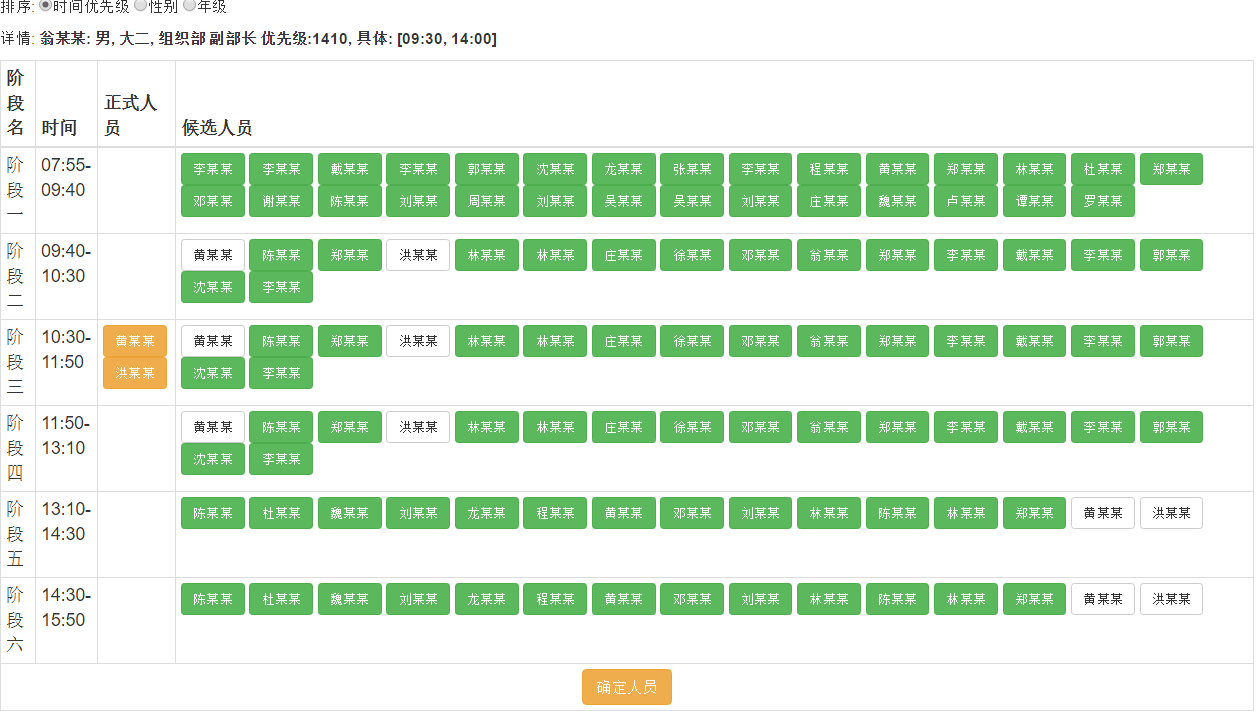 排序: 时间优先级 性别 年级
详情: 翁某某: 男, 大二, 组织部 副部长 优先级:1410, 具体: [09:30, 14:00]
阶段名 时间 正式人员 候选人员
阶段一 07:55-09:40 李某某 李某某 戴某某 李某某 郭某某 沈某某 龙某某 张某某 李某某 程某某 黄某某 郑某某 林某某 杜某某 郑某某
邓某某 谢某某 陈某某 刘某某 周某某 刘某某 吴某某 吴某某 刘某某 庄某某 魏某某 卢某某 谭某某 罗某某
阶段二 09:40-10:30 黄某某 陈某某 郑某某 洪某某 林某某 林某某 庄某某 徐某某 邓某某 翁某某 郑某某 李某某 戴某某 李某某 郭某某
沈某某 李某某
阶段三 10:30-11:50 黄某某 洪某某 黄某某 陈某某 郑某某 洪某某 林某某 林某某 庄某某 徐某某 邓某某 翁某某 郑某某 李某某 戴某某 李某某 郭某某
沈某某 李某某
阶段四 11:50-13:10 黄某某 陈某某 郑某某 洪某某 林某某 林某某 庄某某 徐某某 邓某某 翁某某 郑某某 李某某 戴某某 李某某 郭某某
沈某某 李某某
阶段五 13:10-14:30 陈某某 杜某某 魏某某 刘某某 龙某某 程某某 黄某某 邓某某 刘某某 林某某 陈某某 林某某 郑某某 黄某某 洪某某
阶段六 14:30-15:50 陈某某 杜某某 魏某某 刘某某 龙某某 程某某 黄某某 邓某某 刘某某 林某某 陈某某 林某某 郑某某 黄某某 洪某某
确定人员